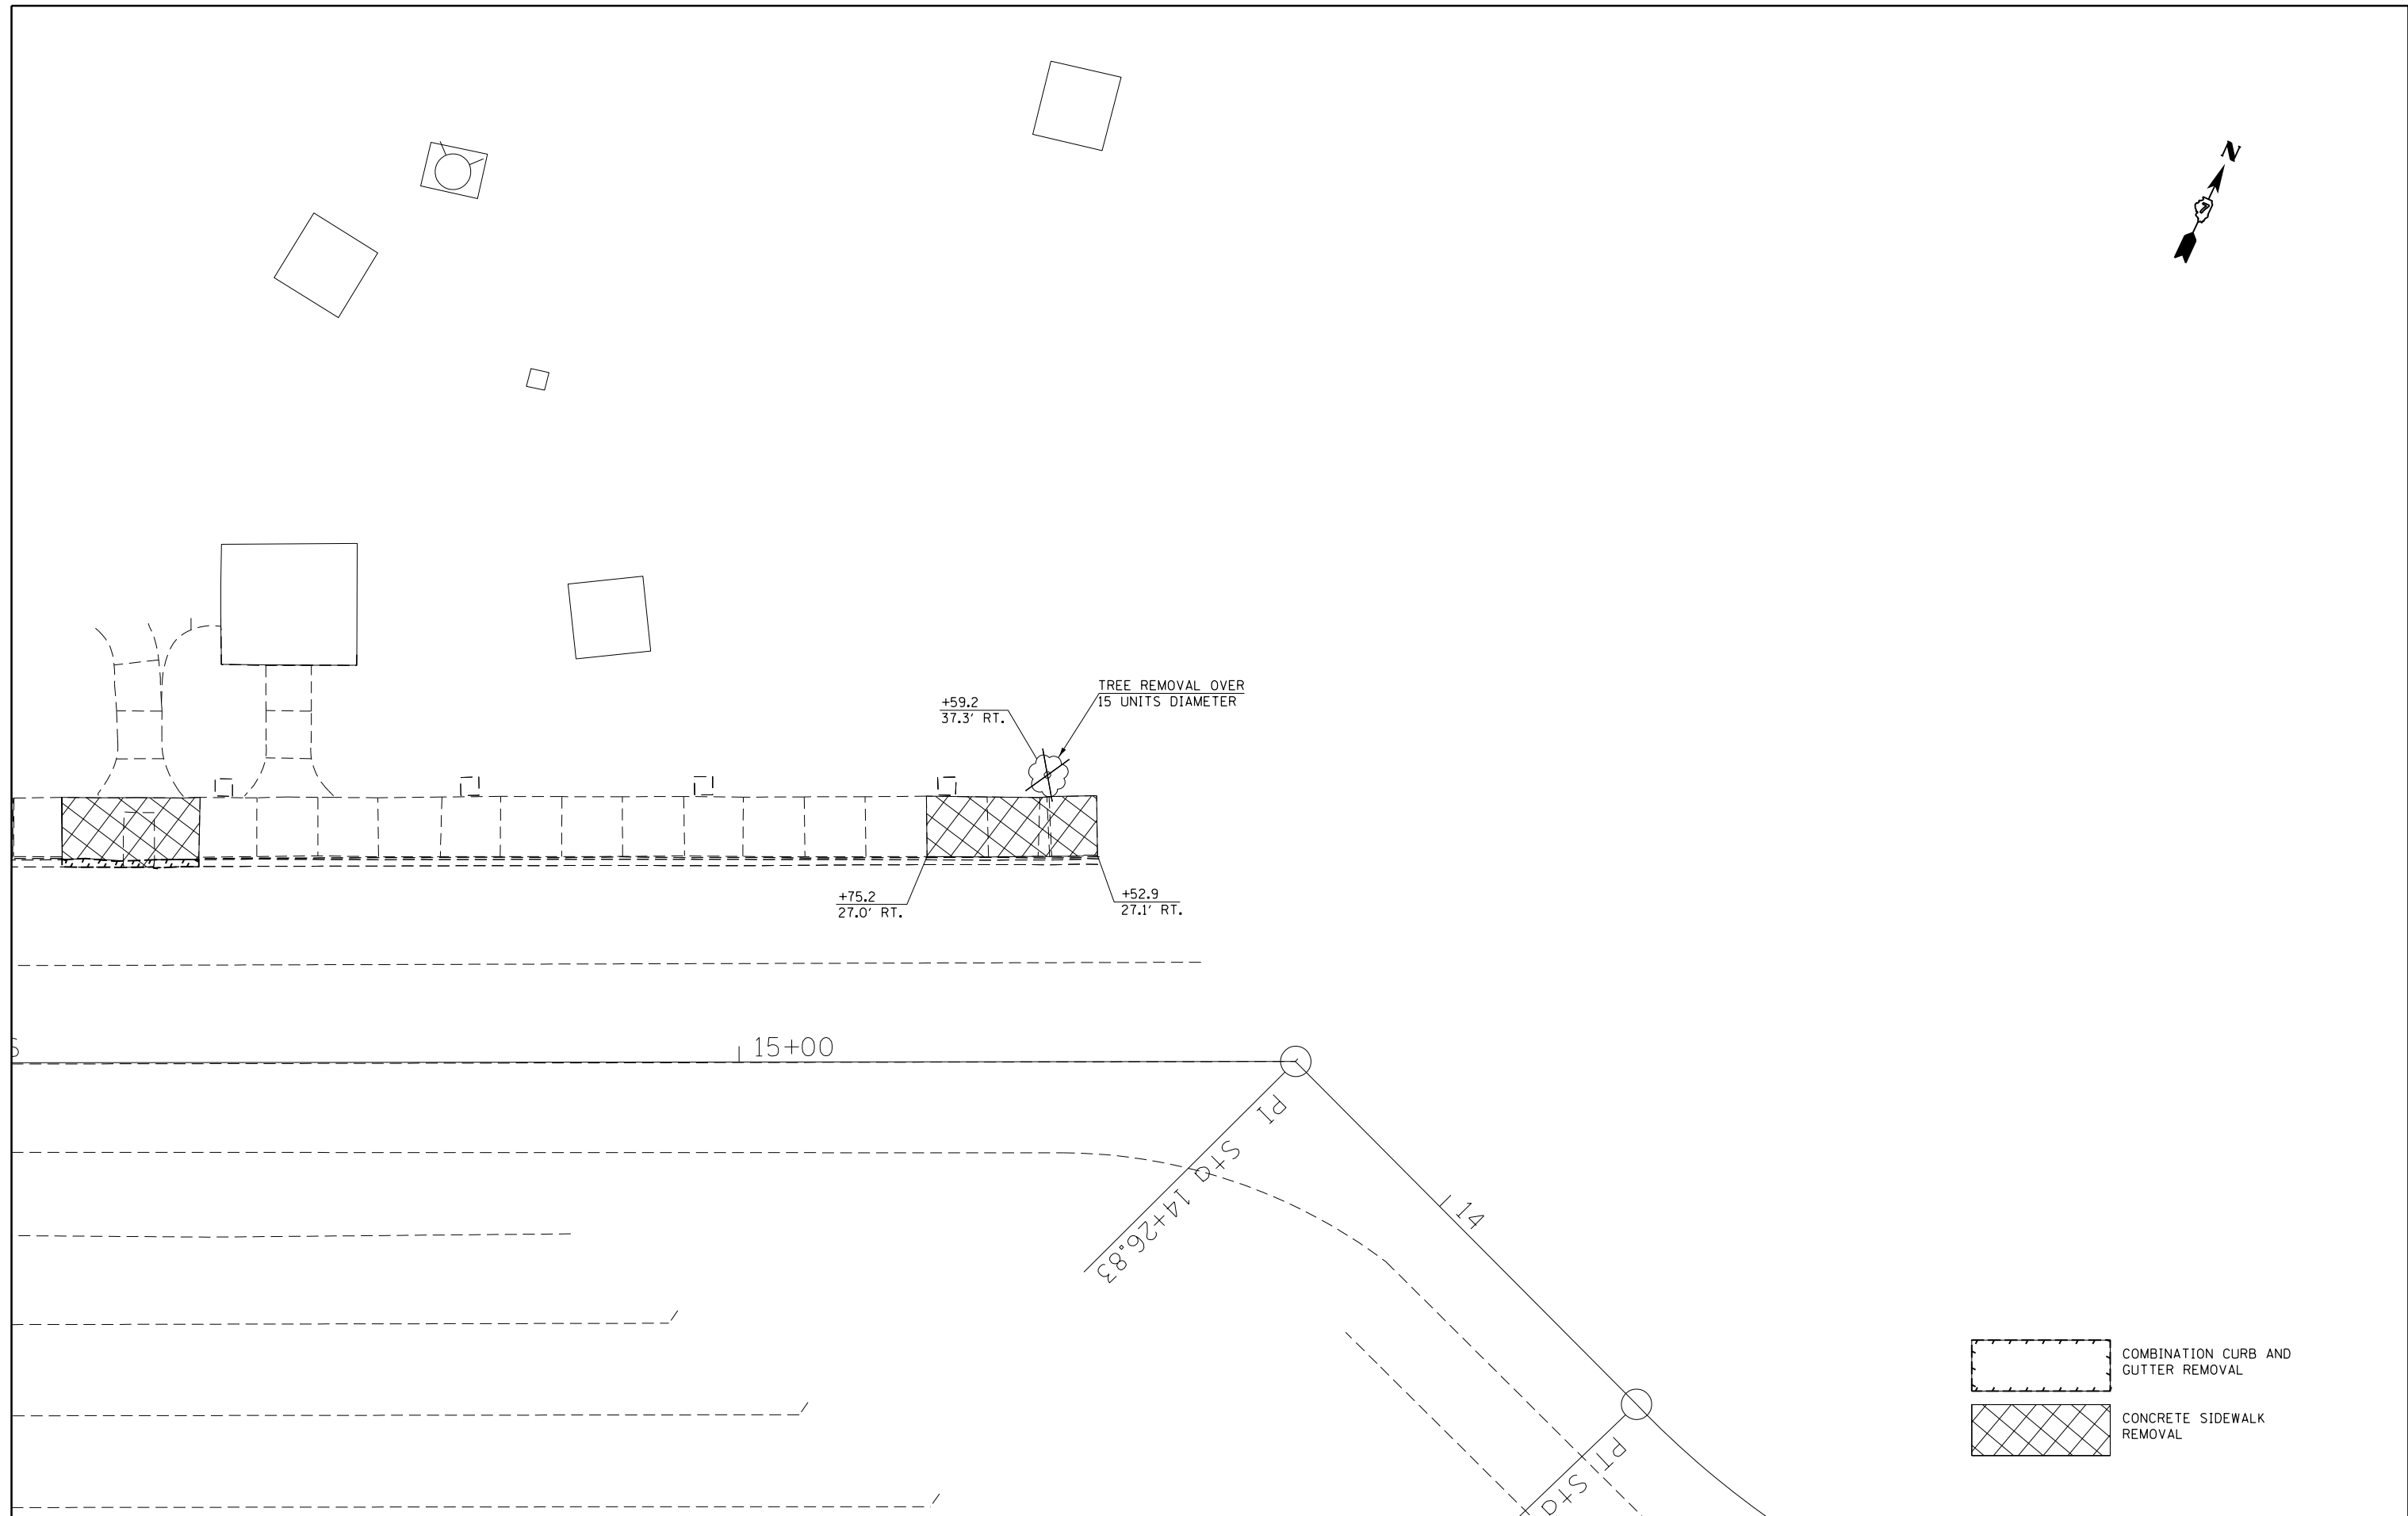 N
TREE REMOVAL OVER
15 UNITS DIAMETER
+59.2
37.3' RT.
+75.2
27.0' RT.
+52.9
27.1' RT.
15+00
PI Sta 14+26.83
14
PI Sta
COMBINATION CURB AND
GUTTER REMOVAL
CONCRETE SIDEWALK
REMOVAL